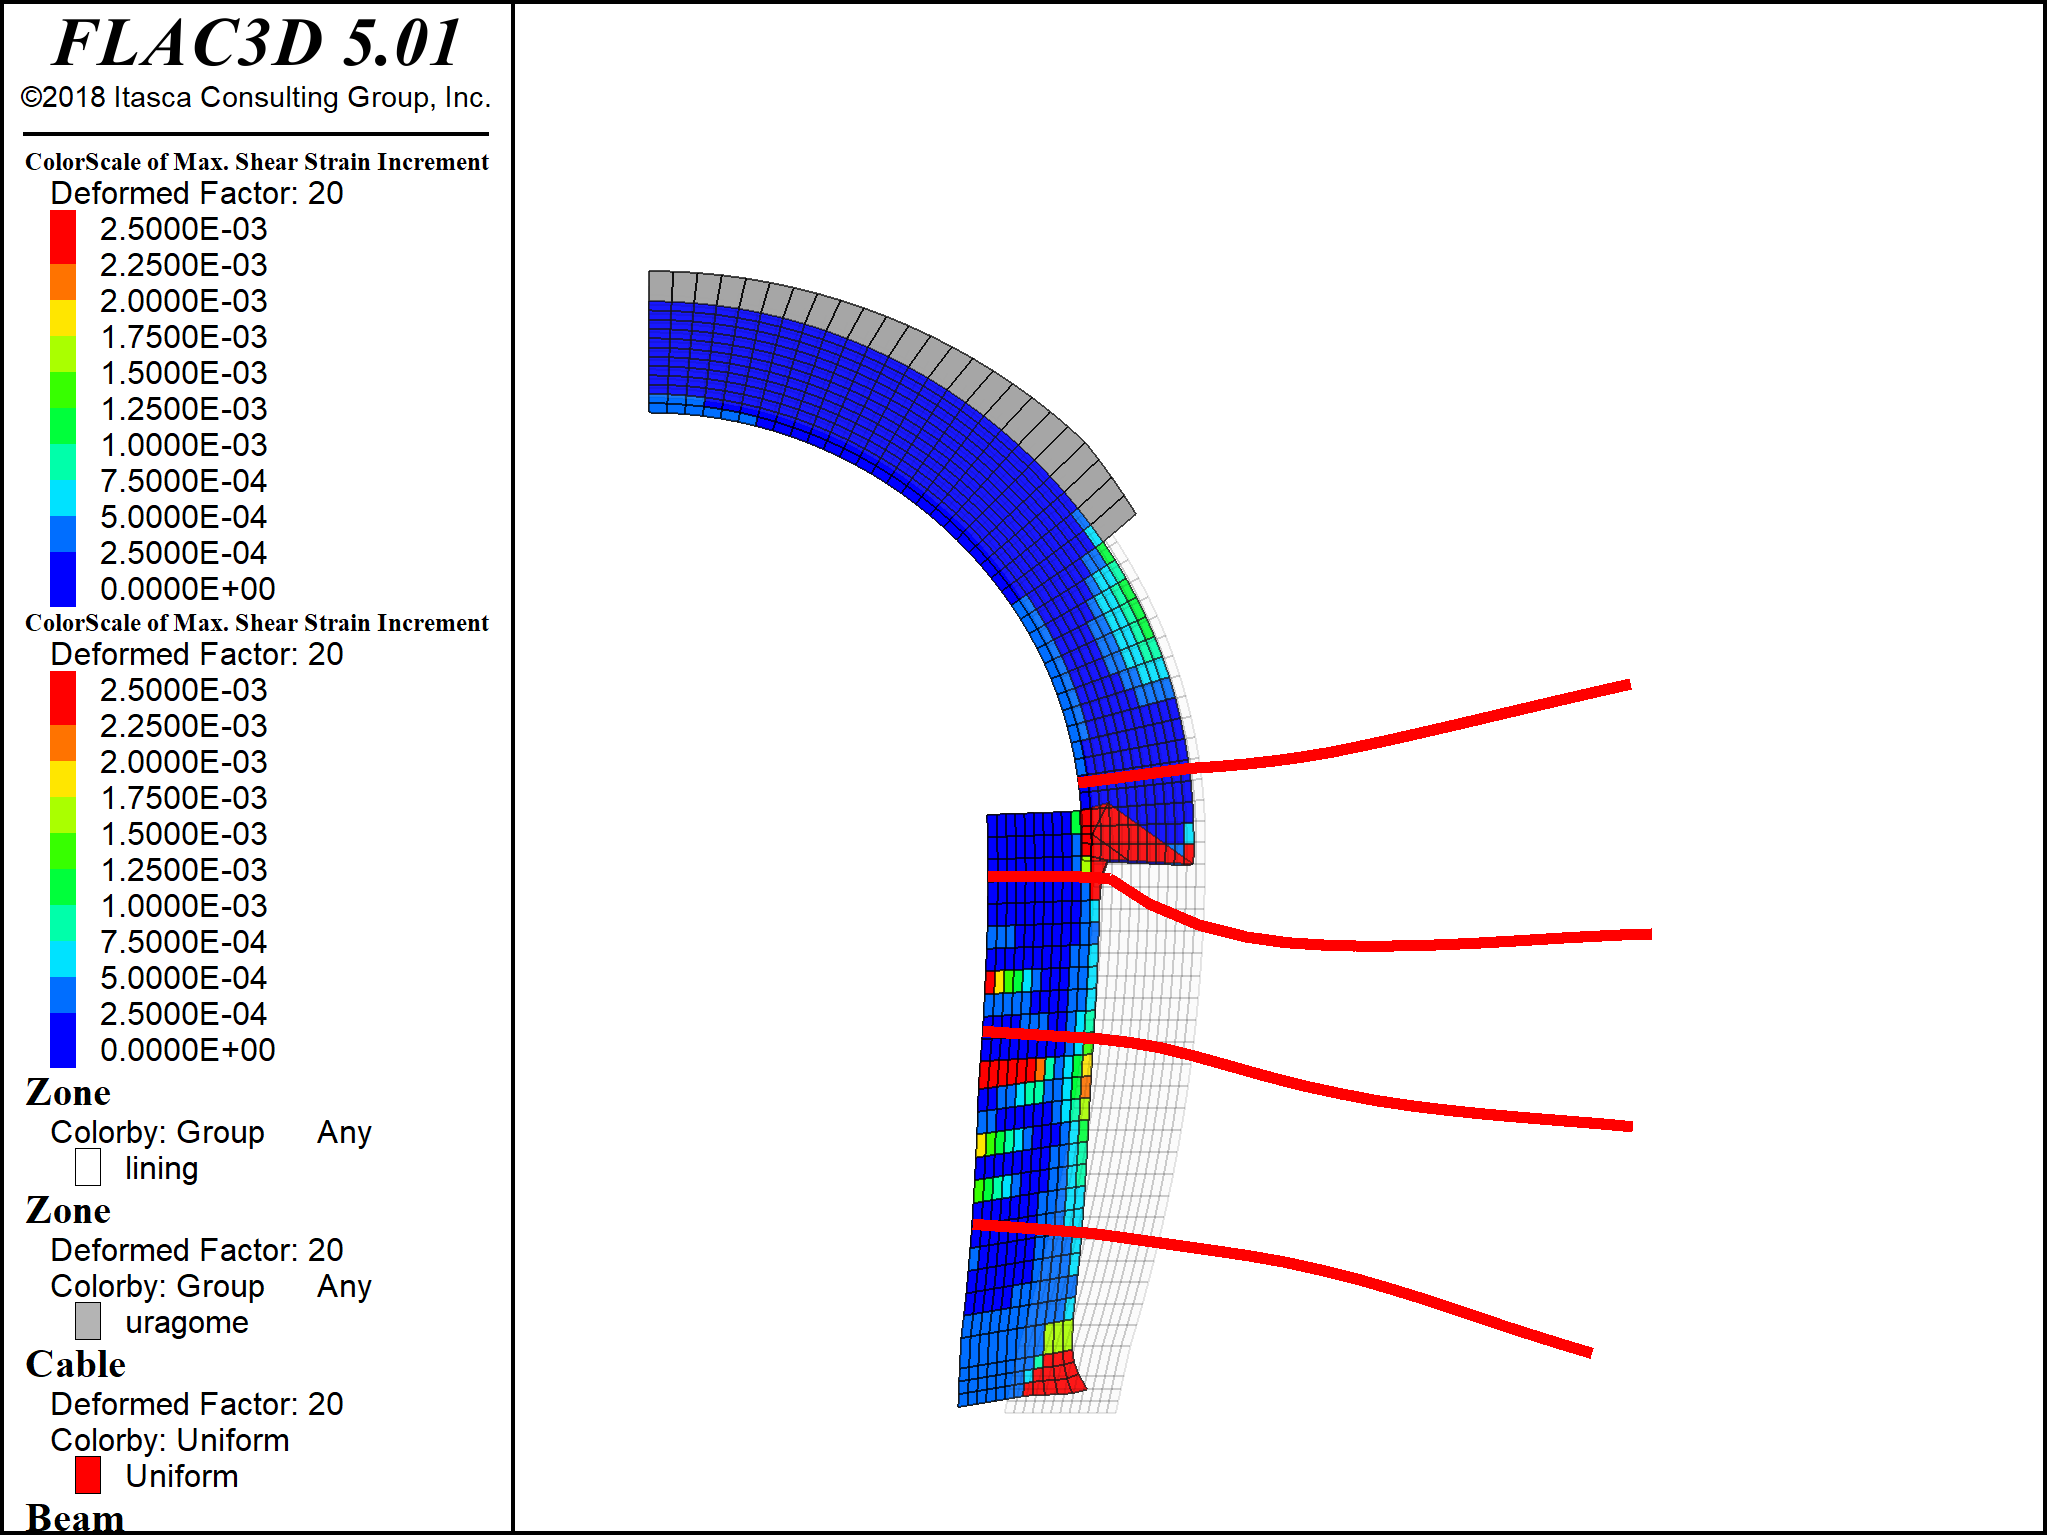 FLAC3D 5.01
©2018 Itasca Consulting Group, Inc.
ColorScale of Max. Shear Strain Increment
Deformed Factor: 20
2.5000E-03
2.2500E-03
2.0000E-03
1.7500E-03
1.5000E-03
1.2500E-03
1.0000E-03
7.5000E-04
5.0000E-04
2.5000E-04
0.0000E+00
ColorScale of Max. Shear Strain Increment
Deformed Factor: 20
2.5000E-03
2.2500E-03
2.0000E-03
1.7500E-03
1.5000E-03
1.2500E-03
1.0000E-03
7.5000E-04
5.0000E-04
2.5000E-04
0.0000E+00
Zone
Colorby: Group Any
lining
Zone
Deformed Factor: 20
Colorby: Group Any
uragome
Cable
Deformed Factor: 20
Colorby: Uniform
Uniform
Beam